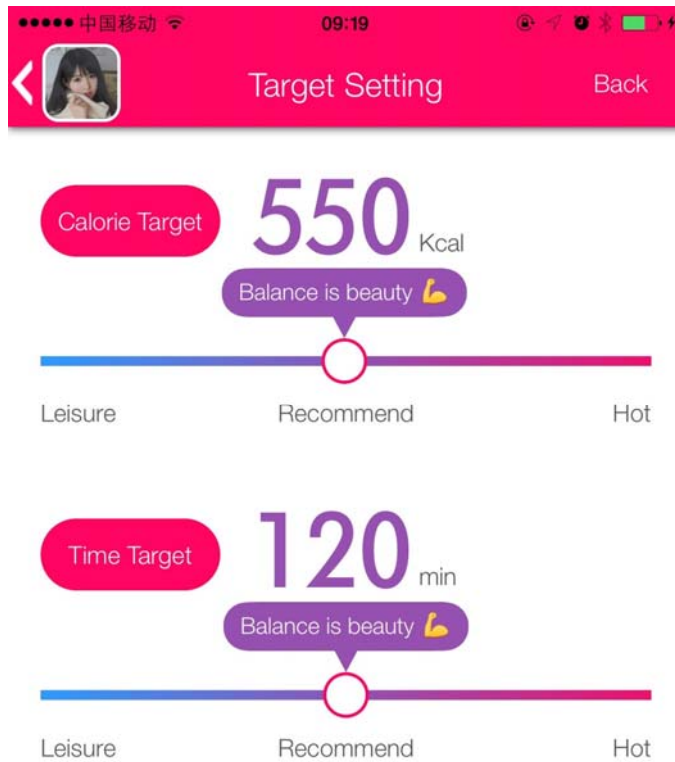 中国移动 09:19
Target Setting Back
Calorie Target 550 Kcal
Balance is beauty 💪
Leisure Recommend Hot
Time Target 120 min
Balance is beauty 💪
Leisure Recommend Hot